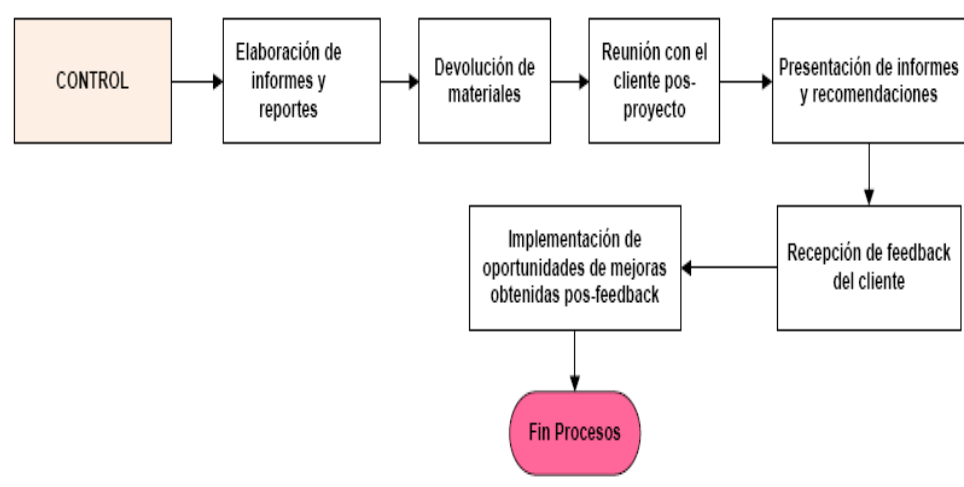 CONTROL
Elaboración de
informes y
reportes
Devolución de
materiales
Reunión con el
cliente pos-
proyecto
Presentación de informes
y recomendaciones
Recepción de feedback
del cliente
Implementación de
oportunidades de mejoras
obtenidas pos-feedback
Fin Procesos